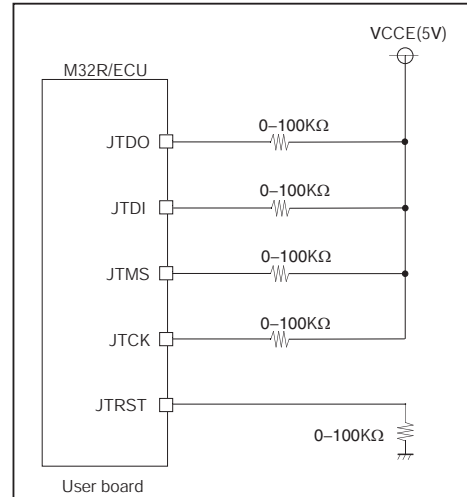 VCCE(5V)
M32R/ECU
0–100KΩ
JTDO
0–100KΩ
JTDI
0–100KΩ
JTMS
0–100KΩ
JTCK
JTRST
0–100KΩ
User board